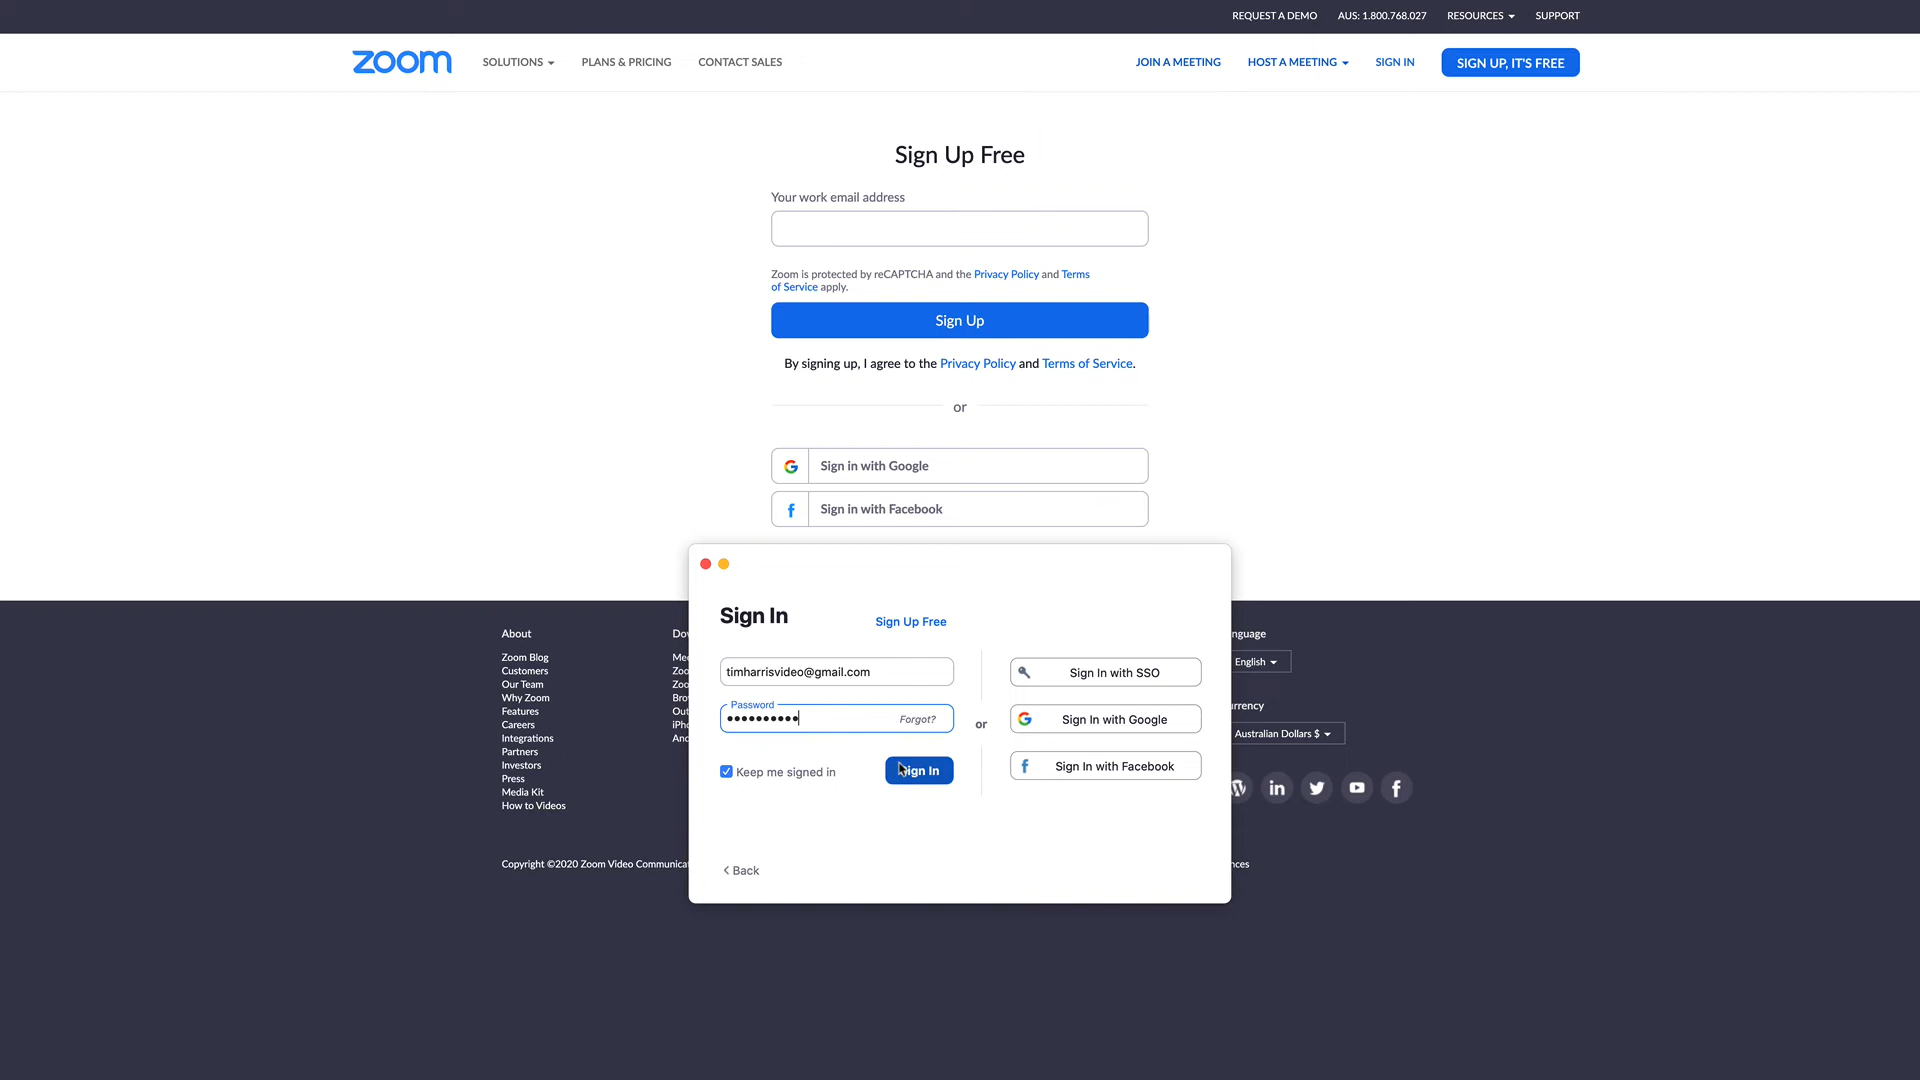 REQUEST A DEMO AUS: 1.800.768.027 RESOURCES SUPPORT
zoom SOLUTIONS PLANS & PRICING CONTACT SALES JOIN A MEETING HOST A MEETING SIGN IN SIGN UP, IT'S FREE
Sign Up Free
Your work email address
Zoom is protected by reCAPTCHA and the Privacy Policy and Terms
of Service apply.
Sign Up
By signing up, I agree to the Privacy Policy and Terms of Service.
or
Sign in with Google
Sign in with Facebook
Sign In
Sign Up Free
timharrisvideo@gmail.com
Password
Forgot?
Keep me signed in
Sign In
or
Sign In with SSO
Sign In with Google
Sign In with Facebook
Back
About
Zoom Blog
Customers
Our Team
Why Zoom
Features
Careers
Integrations
Partners
Investors
Press
Media Kit
How to Videos
English
Australian Dollars $
Copyright ©2020 Zoom Video